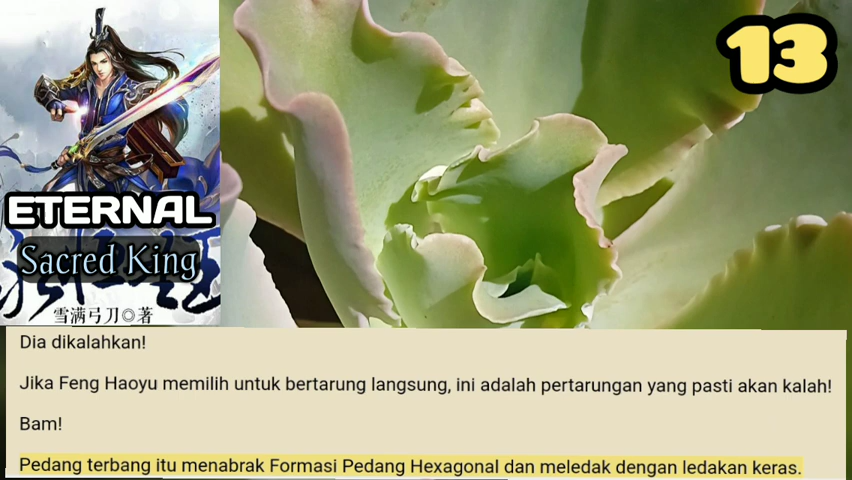 13
ETERNAL
Sacred King
雪满弓刀◎著
Dia dikalahkan!
Jika Feng Haoyu memilih untuk bertarung langsung, ini adalah pertarungan yang pasti akan kalah!
Bam!
Pedang terbang itu menabrak Formasi Pedang Hexagonal dan meledak dengan ledakan keras.